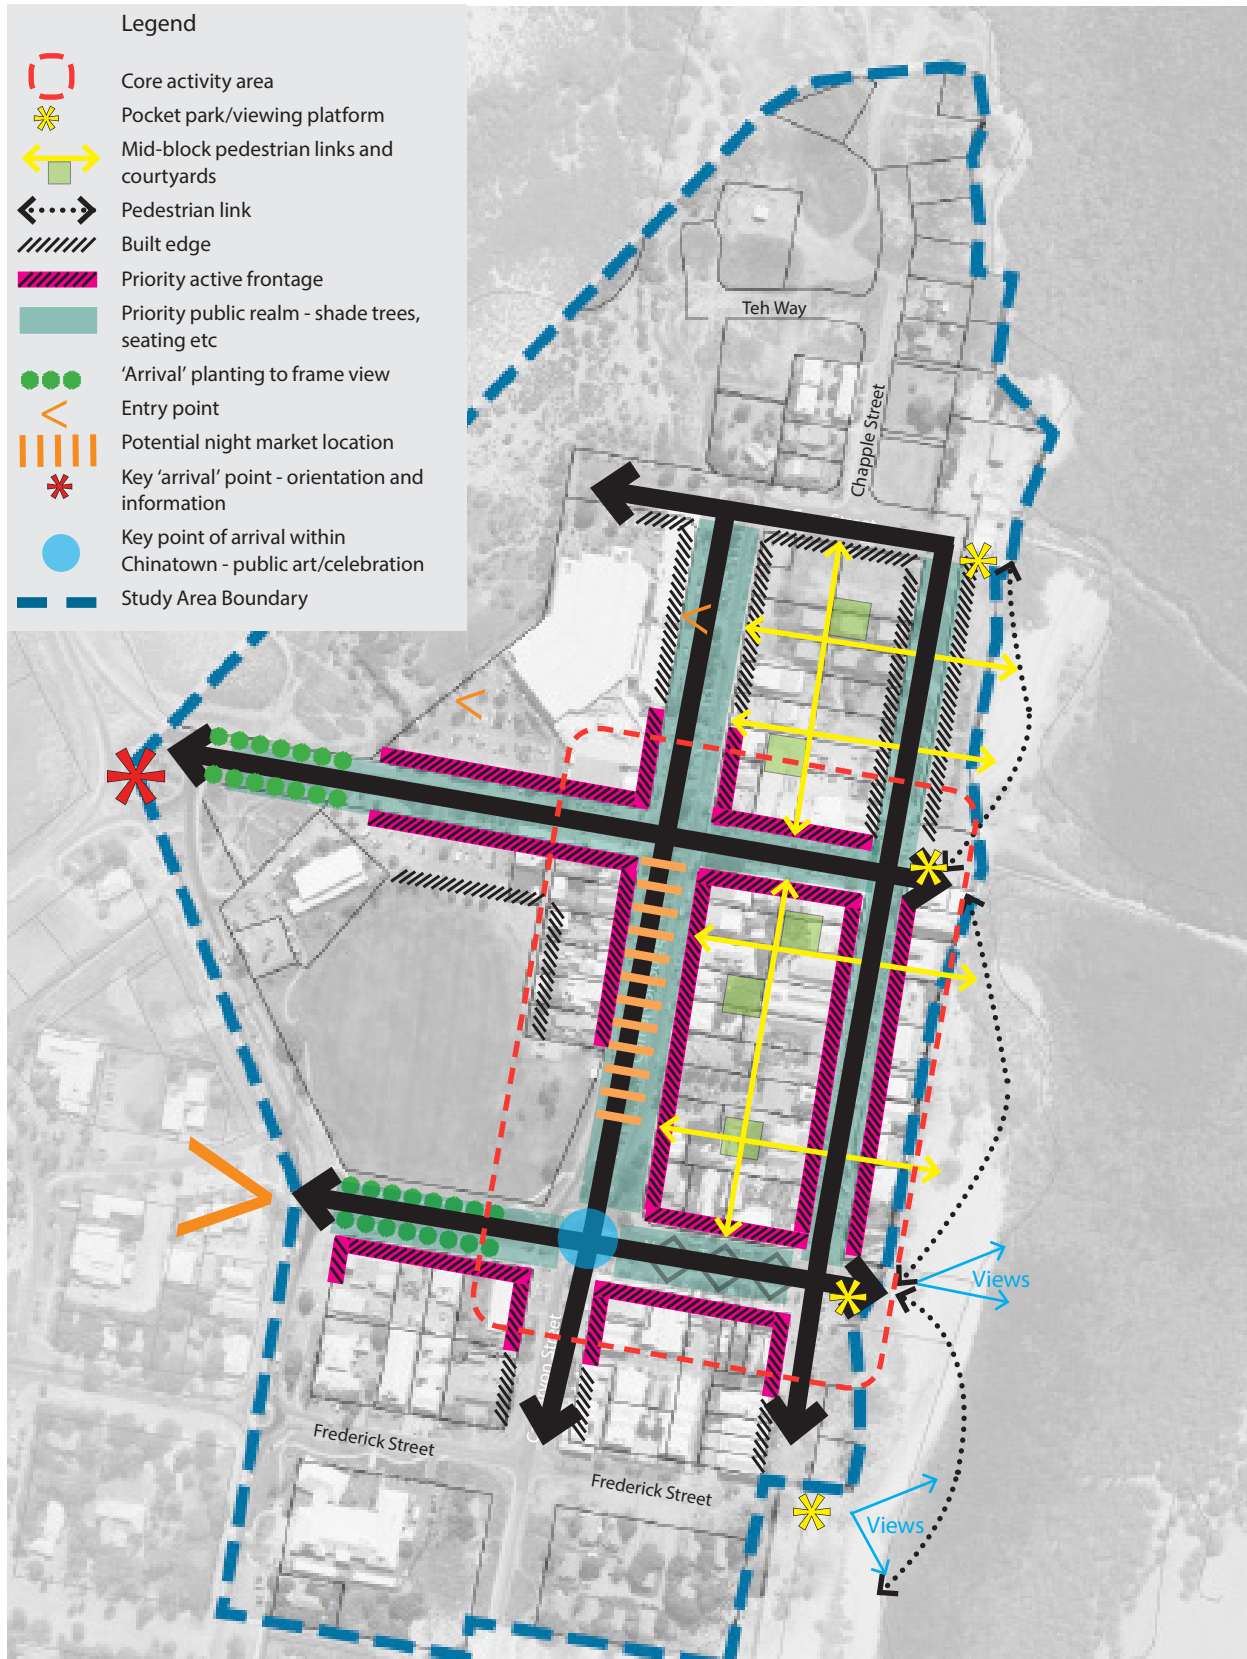 Legend
Core activity area
Pocket park/viewing platform
Mid-block pedestrian links and
courtyards
Pedestrian link
Built edge
Priority active frontage
Priority public realm - shade trees,
seating etc
‘Arrival’ planting to frame view
Entry point
Potential night market location
Key ‘arrival’ point - orientation and
information
Key point of arrival within
Chinatown - public art/celebration
Study Area Boundary
Teh Way
Chapple Street
Views
Street
Frederick Street
Frederick Street
Views